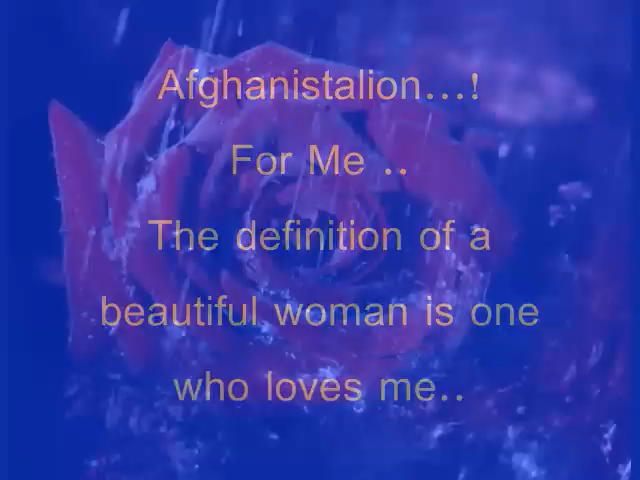 Afghanistalion...!
For Me ..
The definition of a
beautiful woman is one
who loves me..